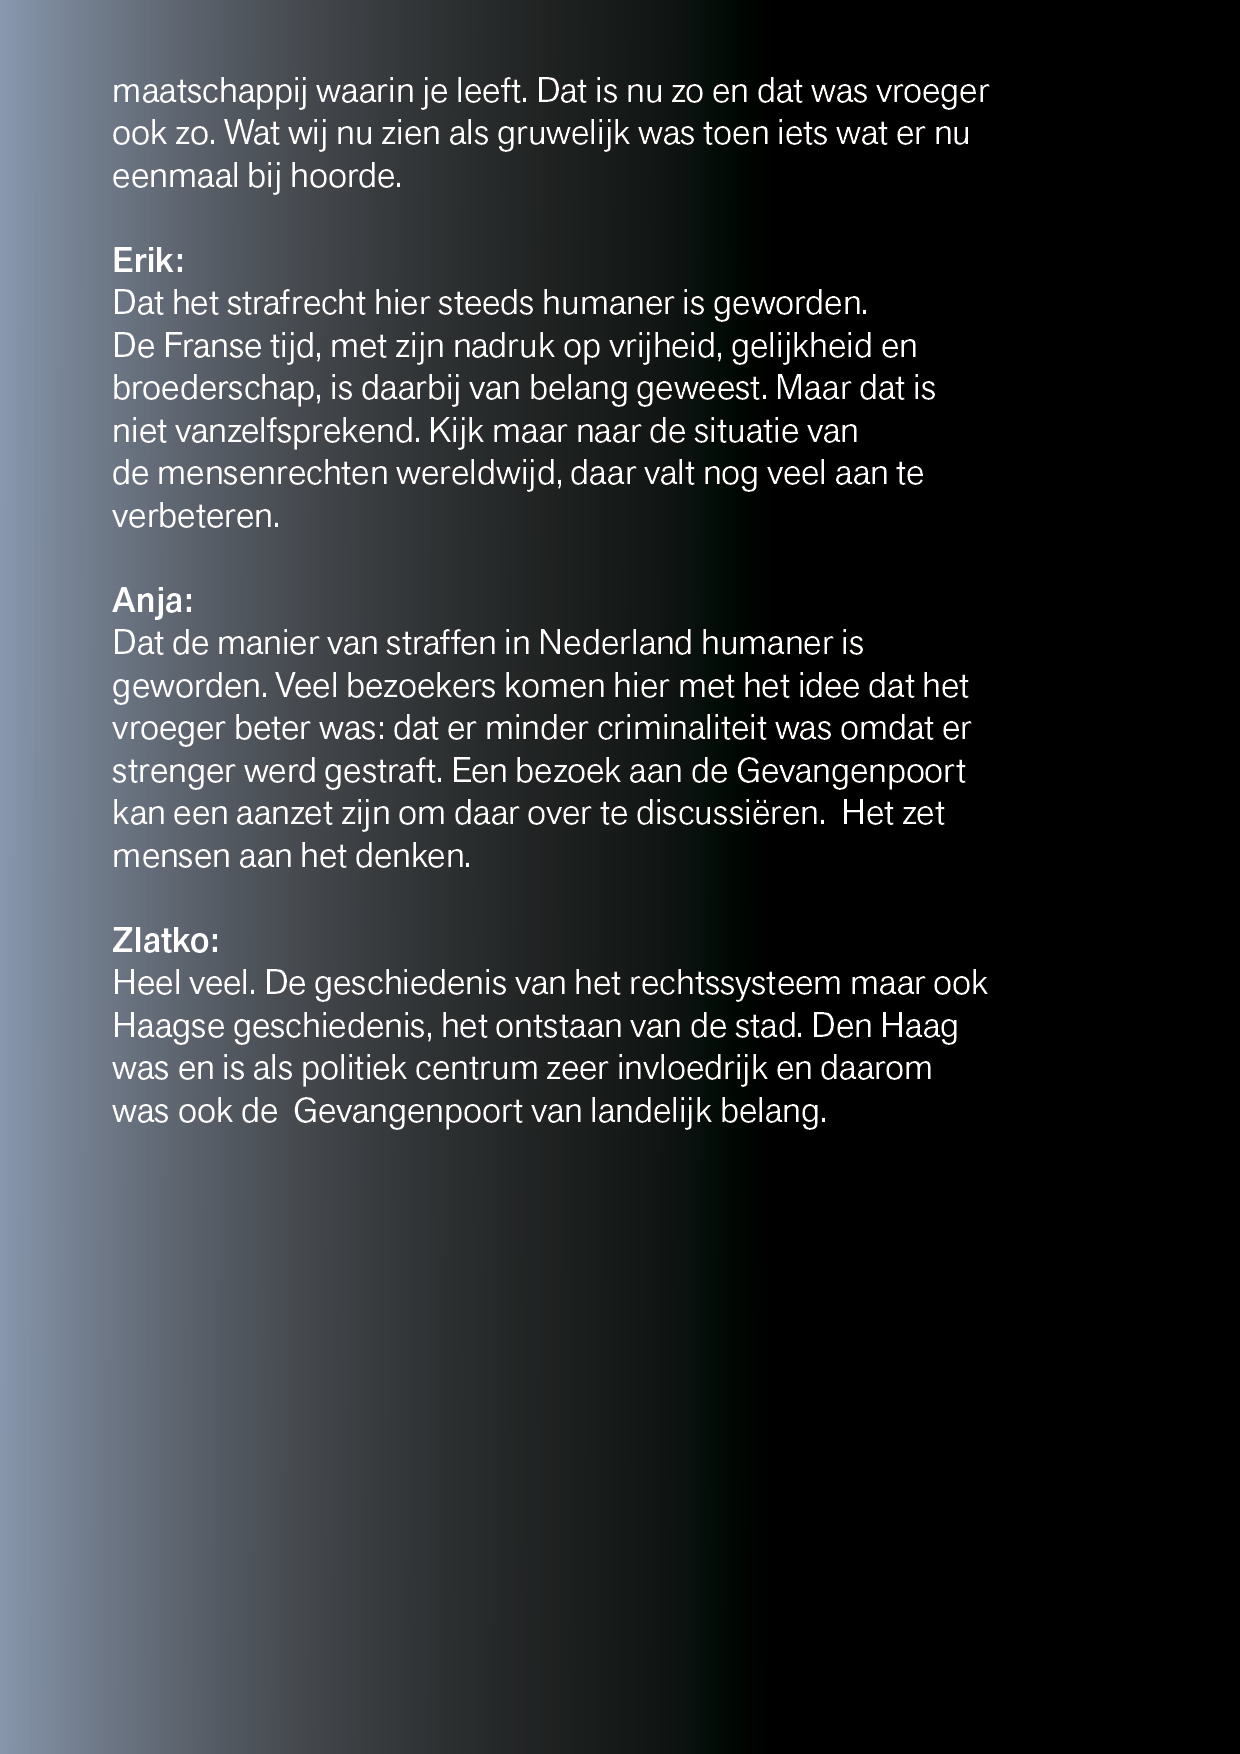 maatschappij waarin je leeft. Dat is nu zo en dat was vroeger
ook zo. Wat wij nu zien als gruwelijk was toen iets wat er nu
eenmaal bij hoorde.
Erik:
Dat het strafrecht hier steeds humaner is geworden.
De Franse tijd, met zijn nadruk op vrijheid, gelijkheid en
broederschap, is daarbij van belang geweest. Maar dat is
niet vanzelfsprekend. Kijk maar naar de situatie van
de mensenrechten wereldwijd, daar valt nog veel aan te
verbeteren.
Anja:
Dat de manier van straffen in Nederland humaner is
geworden. Veel bezoekers komen hier met het idee dat het
vroeger beter was: dat er minder criminaliteit was omdat er
strenger werd gestraft. Een bezoek aan de Gevangenpoort
kan een aanzet zijn om daar over te discussiëren.  Het zet
mensen aan het denken.
Zlatko:
Heel veel. De geschiedenis van het rechtssysteem maar ook
Haagse geschiedenis, het ontstaan van de stad. Den Haag
was en is als politiek centrum zeer invloedrijk en daarom
was ook de  Gevangenpoort van landelijk belang.